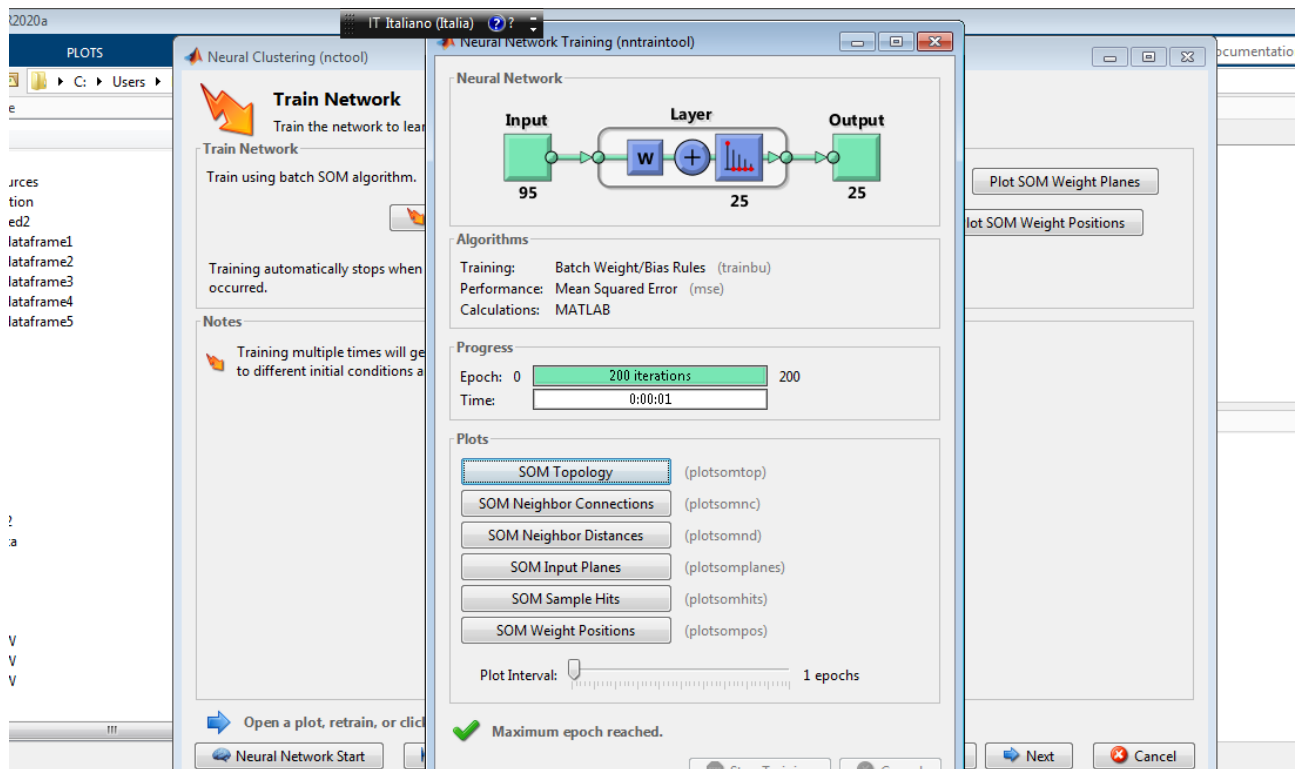 R2020a
IT Italiano (Italia) ? ?
PLOTS
C: Users
Neural Clustering (nctool)
Train Network
Train the network to lear
Train Network
Train using batch SOM algorithm.
Training automatically stops when
occurred.
Notes
Training multiple times will ge
to different initial conditions a
Open a plot, retrain, or clic
Neural Network Start
Neural Network Training (nntraintool)
Neural Network
Input
Layer
Output
W
+
95
25
25
Algorithms
Training: Batch Weight/Bias Rules (trainbu)
Performance: Mean Squared Error (mse)
Calculations: MATLAB
Progress
Epoch: 0 200 iterations 200
Time: 0:00:01
Plots
SOM Topology (plotsomtop)
SOM Neighbor Connections (plotsomnc)
SOM Neighbor Distances (plotsomnd)
SOM Input Planes (plotsomplanes)
SOM Sample Hits (plotsomhits)
SOM Weight Positions (plotsompos)
Plot Interval: 1 epochs
Maximum epoch reached.
Plot SOM Weight Planes
lot SOM Weight Positions
Next
Cancel
ocumentatio
e
urces
tion
ed2
lataframe1
lataframe2
lataframe3
lataframe4
lataframe5
2
:a
V
V
V